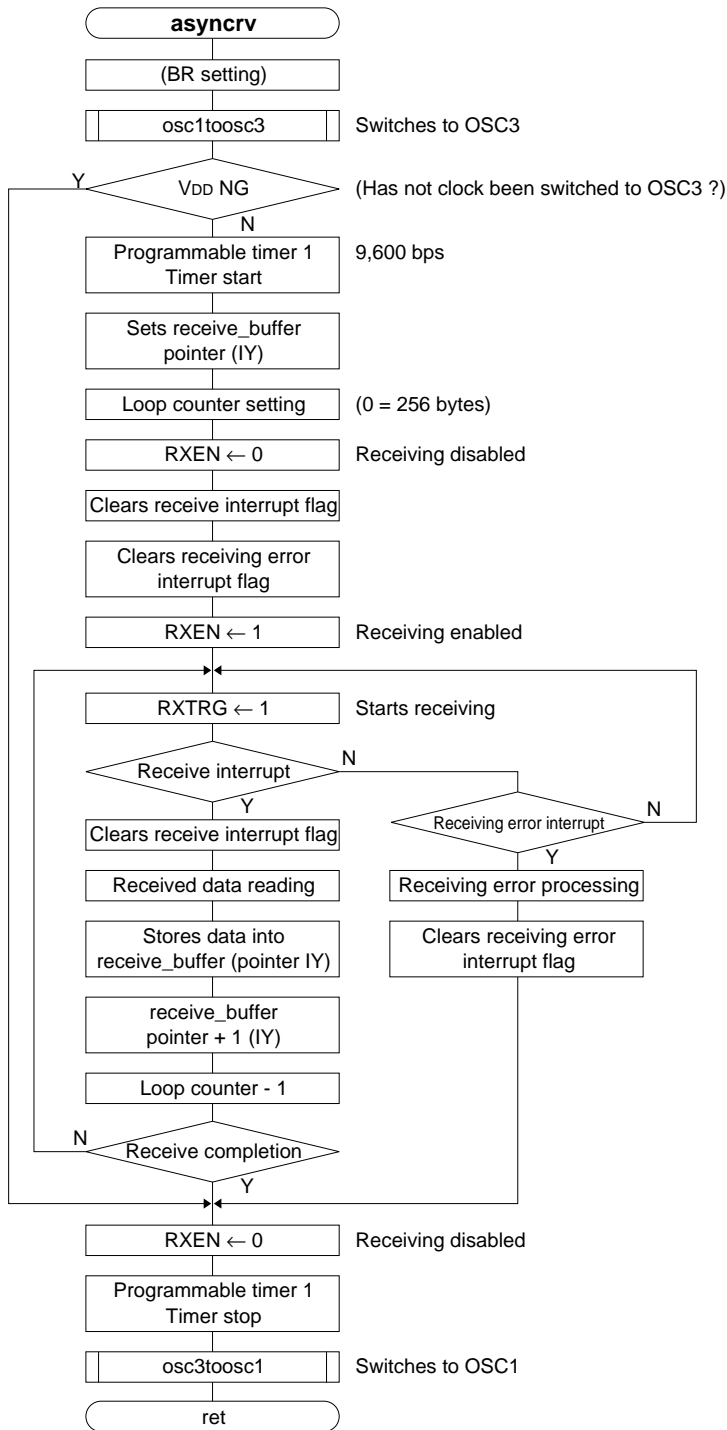 asyncrv
(BR setting)
osc1toosc3
Switches to OSC3
Y
VDD NG
(Has not clock been switched to OSC3 ?)
N
Programmable timer 1
Timer start
9,600 bps
Sets receive_buffer
pointer (IY)
Loop counter setting
(0 = 256 bytes)
RXEN ← 0
Receiving disabled
Clears receive interrupt flag
Clears receiving error
interrupt flag
RXEN ← 1
Receiving enabled
RXTRG ← 1
Starts receiving
Receive interrupt
N
Y
Receiving error interrupt
N
Y
Clears receive interrupt flag
Receiving error processing
Received data reading
Clears receiving error
interrupt flag
Stores data into
receive_buffer (pointer IY)
receive_buffer
pointer + 1 (IY)
Loop counter - 1
N
Receive completion
Y
RXEN ← 0
Receiving disabled
Programmable timer 1
Timer stop
osc3toosc1
Switches to OSC1
ret